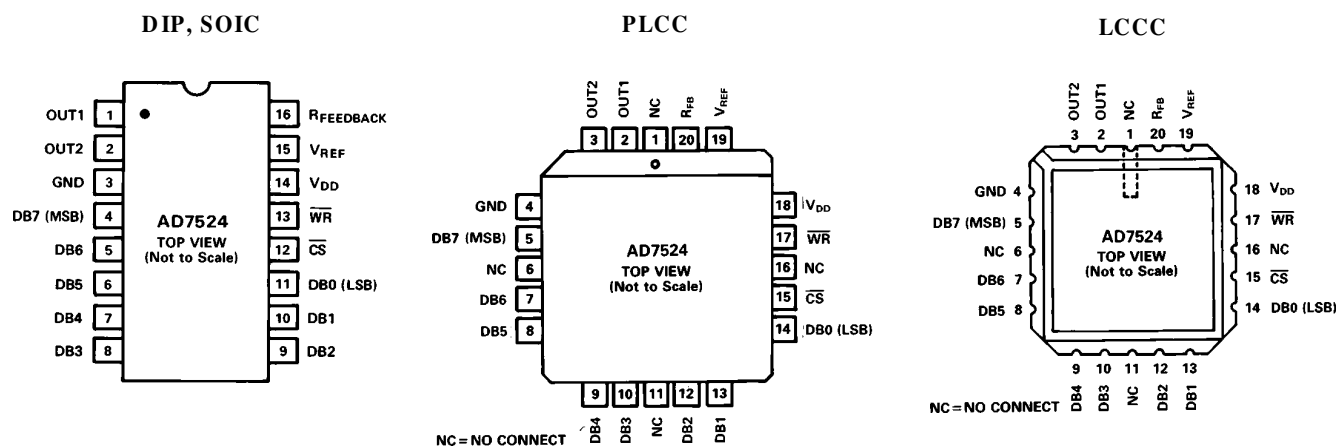 DIP, SOIC
OUT1 1
OUT2 2
GND 3
DB7 (MSB) 4
DB6 5
DB5 6
DB4 7
DB3 8
AD7524
TOP VIEW
(Not to Scale)
16 RFEEDBACK
15 VREF
14 VDD
13 WR
12 CS
11 DB0 (LSB)
10 DB1
9 DB2
PLCC
OUT2 OUT1 NC RFB VREF
3 2 1 20 19
GND 4
DB7 (MSB) 5
NC 6
DB6 7
DB5 8
AD7524
TOP VIEW
(Not to Scale)
18 VDD
17 WR
16 NC
15 CS
14 DB0 (LSB)
9 10 11 12 13
DB4 DB3 NC DB2 DB1
NC = NO CONNECT
LCCC
OUT2 OUT1 NC RFB VREF
3 2 1 20 19
GND 4
DB7 (MSB) 5
NC 6
DB6 7
DB5 8
AD7524
TOP VIEW
(Not to Scale)
18 VDD
17 WR
16 NC
15 CS
14 DB0 (LSB)
9 10 11 12 13
DB4 DB3 NC DB2 DB1
NC = NO CONNECT